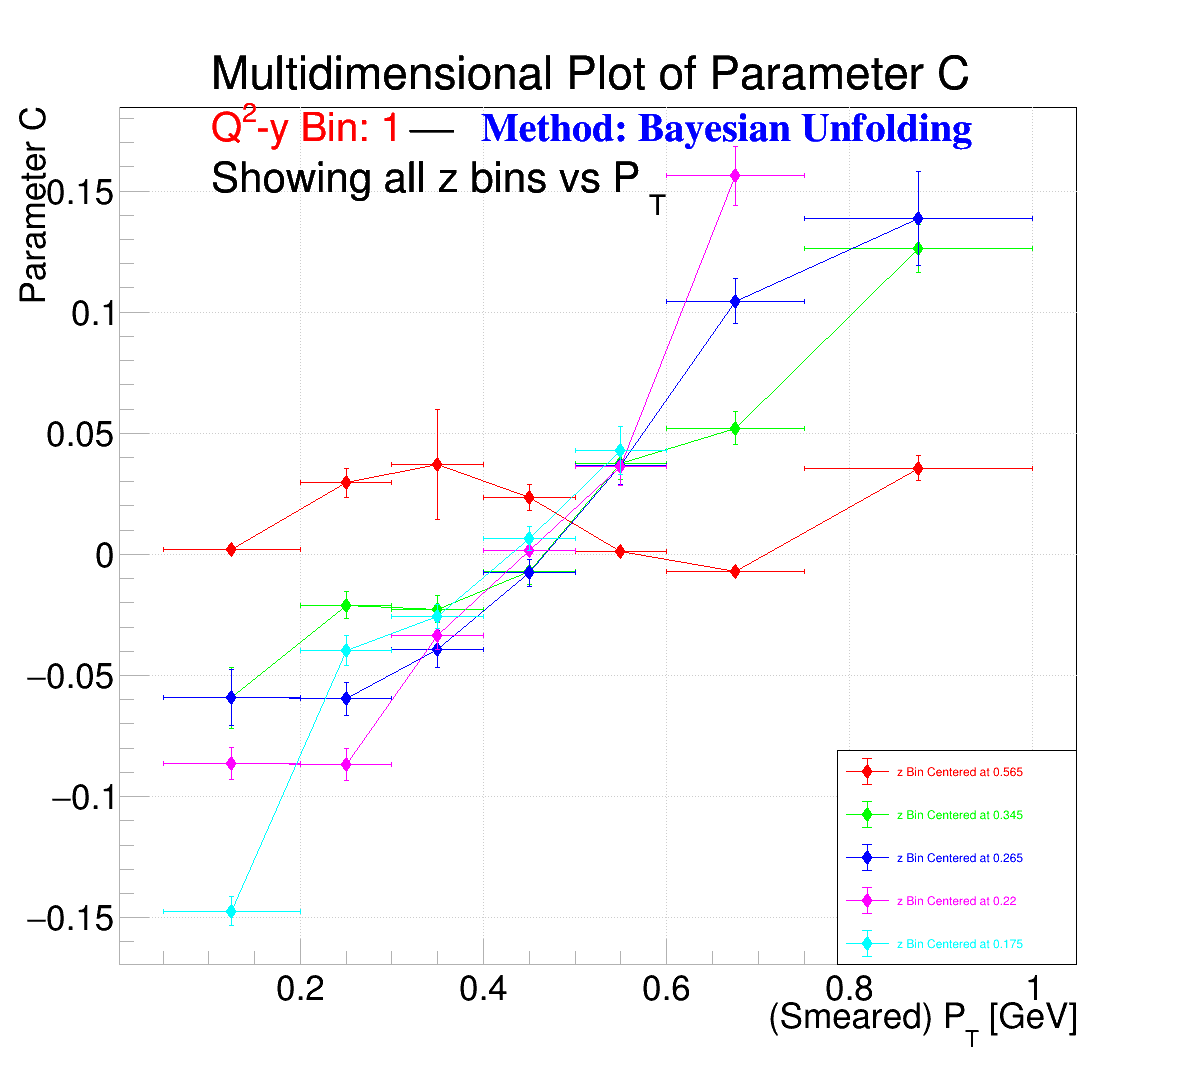 Multidimensional Plot of Parameter C
Q²-y Bin: 1 — Method: Bayesian Unfolding
Showing all z bins vs P_T
Parameter C
0.15
0.1
0.05
0
−0.05
−0.1
−0.15
z Bin Centered at 0.565
z Bin Centered at 0.345
z Bin Centered at 0.265
z Bin Centered at 0.22
z Bin Centered at 0.175
0.2 0.4 0.6 0.8 1
(Smeared) P_T [GeV]